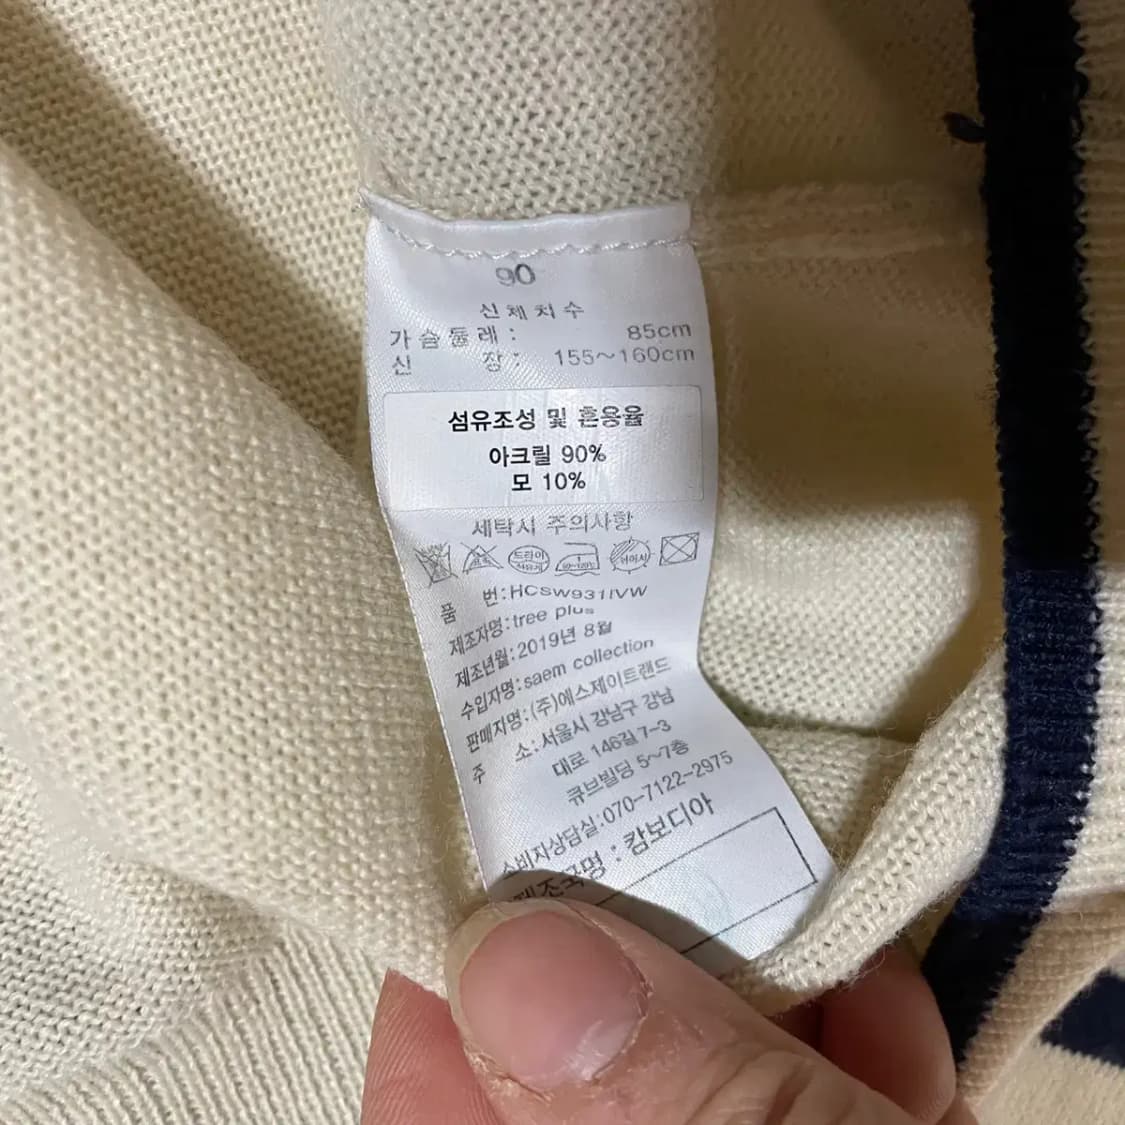 90
신체치수
가슴둘레 : 85cm
신 장 : 155~160cm
섬유조성 및 혼용율
아크릴 90%
모 10%
세탁시 주의사항
드라이
품 번:HCSW931IVW
제조자명:tree plus
제조년월:2019년 8월
수입자명:saem collection
판매자명:(주)에스제이트랜드
주 소:서울시 강남구 강남
대로 146길 7-3
큐브빌딩 5~7층
소비자상담실:070-7122-2975
제조국명 : 캄보디아